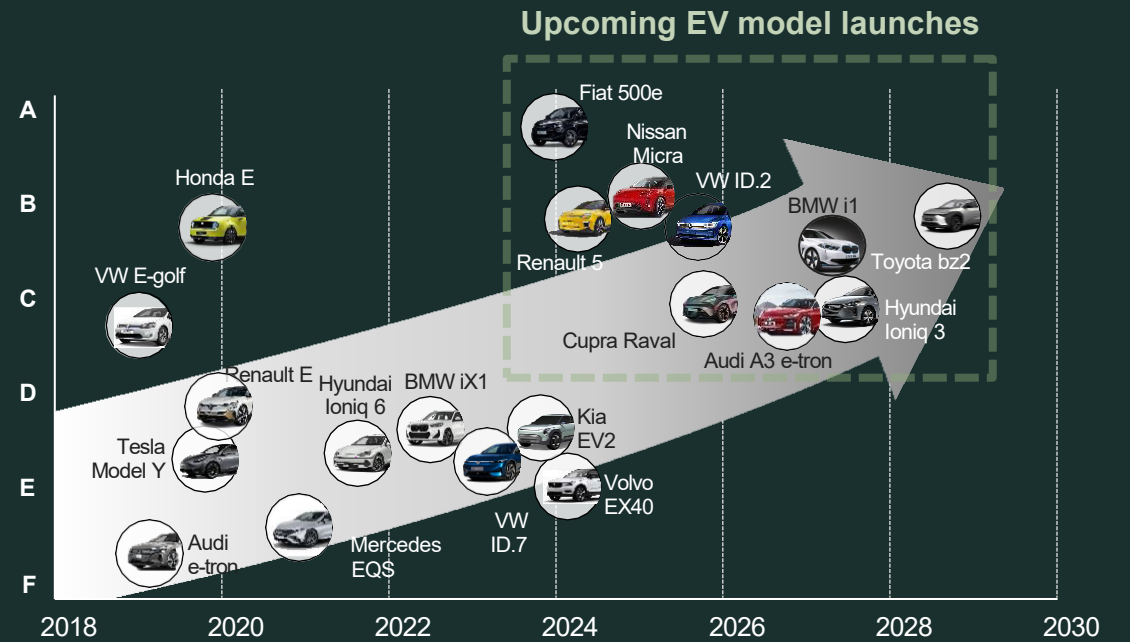 Upcoming EV model launches
A
Fiat 500e
Nissan
Micra
Honda E
VW ID.2
B
BMW i1
Renault 5
Toyota bz2
VW E-golf
C
Hyundai
Ioniq 3
Cupra Raval
Audi A3 e-tron
D
Renault E
Hyundai
Ioniq 6
BMW iX1
Kia
EV2
Tesla
Model Y
E
Volvo
EX40
VW
ID.7
Mercedes
EQS
Audi
e-tron
F
2018
2020
2022
2024
2026
2028
2030